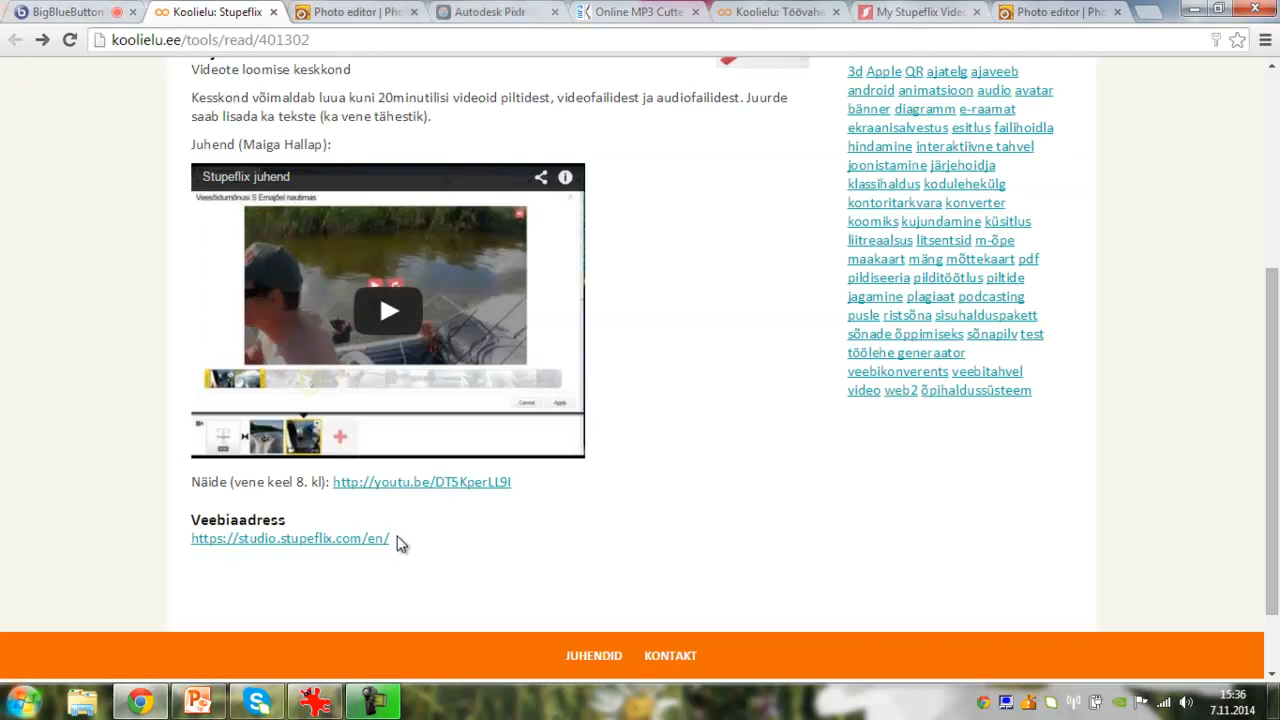 BigBlueButton
Koolielu: Stupeflix
Photo editor | Pho
Autodesk Pixlr
Online MP3 Cutte
Koolielu: Töövahe
My Stupeflix Vide
Photo editor | Ph
koolielu.ee/tools/read/401302
Videote loomise keskkond
Kesskond võimaldab luua kuni 20minutilisi videoid piltidest, videofailidest ja audiofailidest. Juurde
saab lisada ka tekste (ka vene tähestik).
Juhend (Maiga Hallap):
Stupeflix juhend
Veesõidumõnusi S Emajõel nautimas
Cancel Apply
Näide (vene keel 8. kl): http://youtu.be/DT5KperLL9I
Veebiaadress
https://studio.stupeflix.com/en/
3d Apple QR ajatelg ajaveeb
android animatsioon audio avatar
bänner diagramm e-raamat
ekraanisalvestus esitlus failihoidla
hindamine interaktiivne tahvel
joonistamine järjehoidja
klassihaldus kodulehekülg
kontoritarkvara konverter
koomiks kujundamine küsitlus
liitreaalsus litsentsid m-õpe
maakaart mäng mõttekaart pdf
pildiseeria pilditöötlus piltide
jagamine plagiaat podcasting
pusle ristsõna sisuhalduspakett
sõnade õppimiseks sõnapilv test
töölehe generaator
veebikonverents veebitahvel
video web2 õpihaldussüsteem
JUHENDID KONTAKT
15:36
7.11.2014